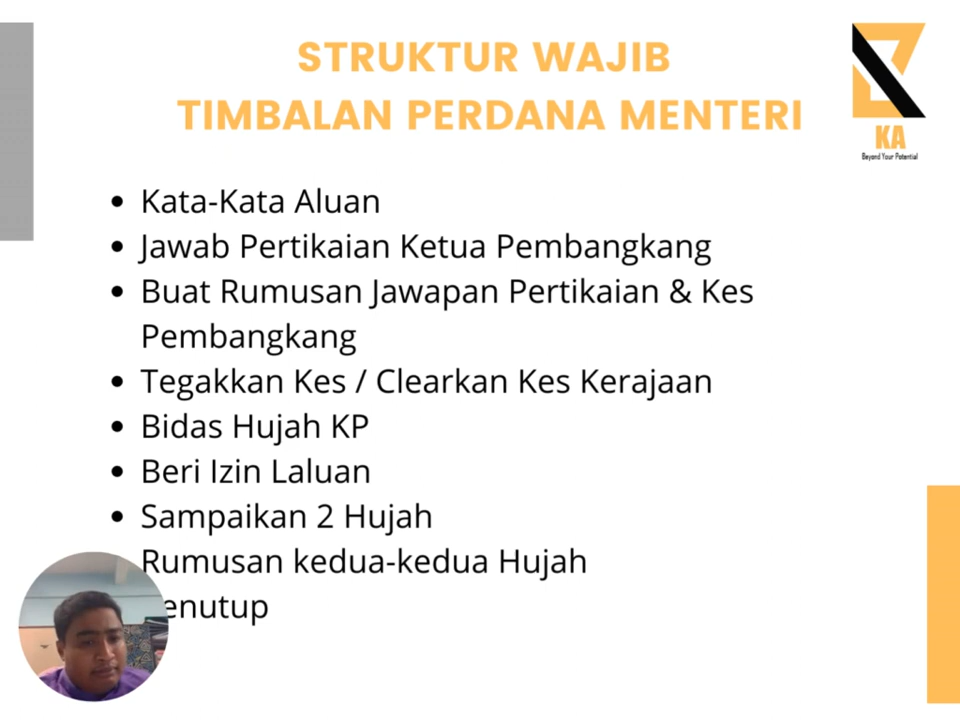 STRUKTUR WAJIB
TIMBALAN PERDANA MENTERI
KA
Beyond Your Potential
Kata-Kata Aluan
Jawab Pertikaian Ketua Pembangkang
Buat Rumusan Jawapan Pertikaian & Kes
Pembangkang
Tegakkan Kes / Clearkan Kes Kerajaan
Bidas Hujah KP
Beri Izin Laluan
Sampaikan 2 Hujah
Rumusan kedua-kedua Hujah
enutup